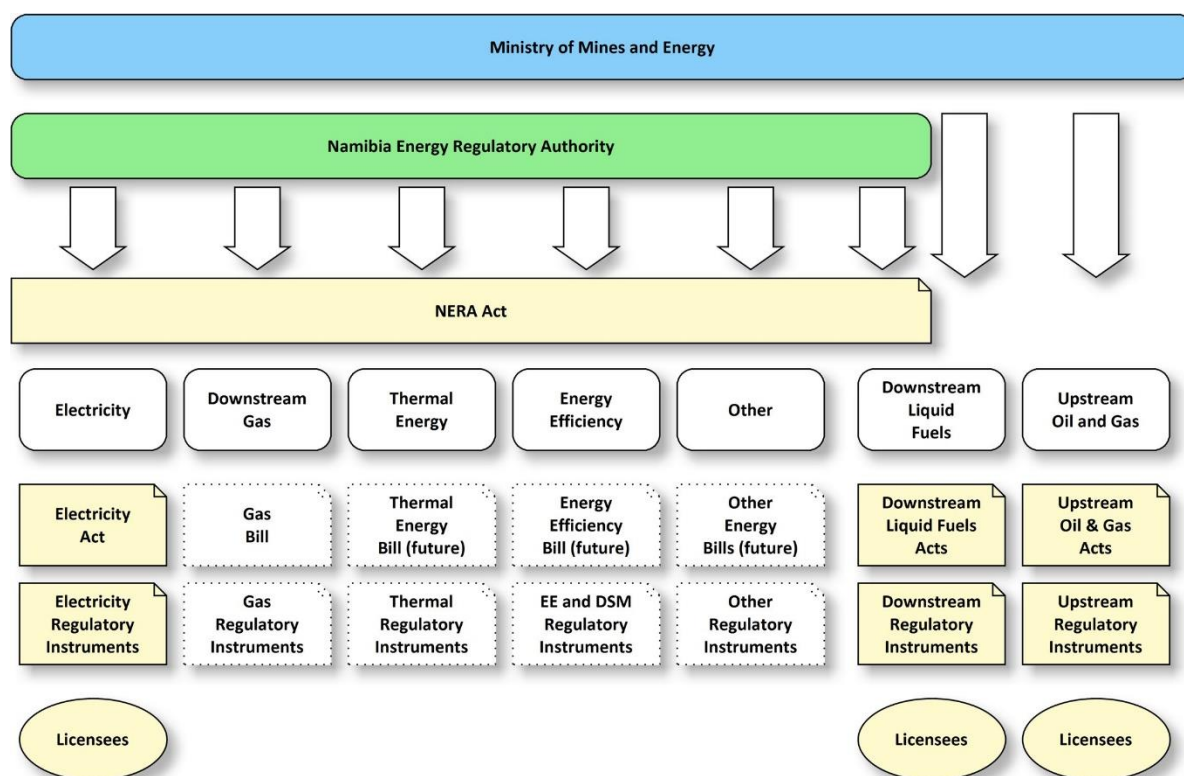 Ministry of Mines and Energy
Namibia Energy Regulatory Authority
NERA Act
Electricity
Downstream
Gas
Thermal
Energy
Energy
Efficiency
Other
Downstream
Liquid
Fuels
Upstream
Oil and Gas
Electricity
Act
Gas
Bill
Thermal
Energy
Bill (future)
Energy
Efficiency
Bill (future)
Other
Energy
Bills (future)
Downstream
Liquid Fuels
Acts
Upstream
Oil & Gas
Acts
Electricity
Regulatory
Instruments
Gas
Regulatory
Instruments
Thermal
Regulatory
Instruments
EE and DSM
Regulatory
Instruments
Other
Regulatory
Instruments
Downstream
Regulatory
Instruments
Upstream
Regulatory
Instruments
Licensees
Licensees
Licensees